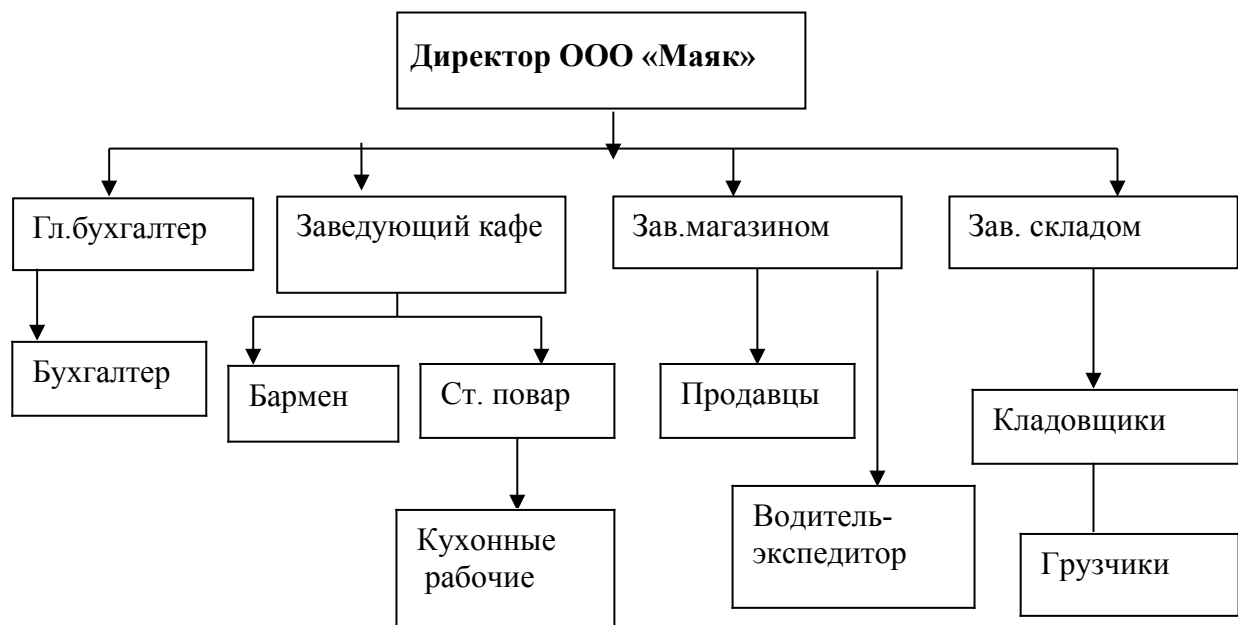 Директор ООО «Маяк»
Гл.бухгалтер
Заведующий кафе
Зав.магазином
Зав. складом
Бухгалтер
Бармен
Ст. повар
Продавцы
Кладовщики
Кухонные
рабочие
Водитель-
экспедитор
Грузчики